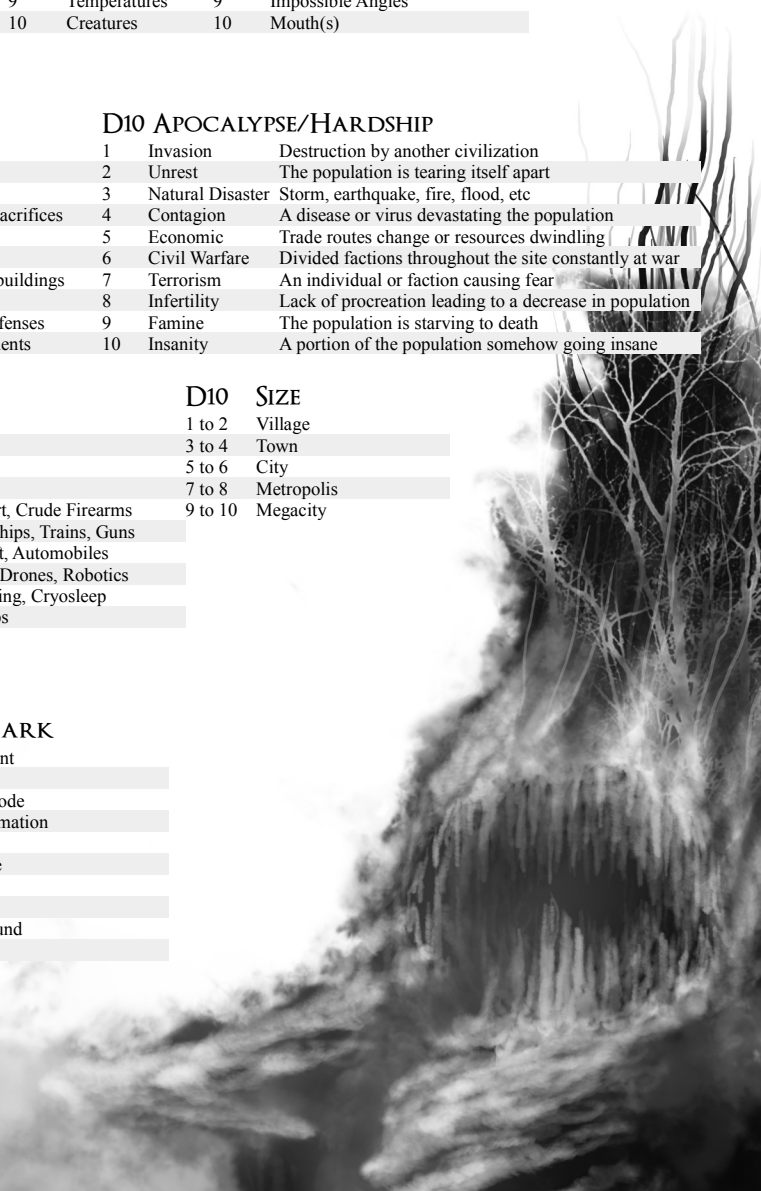 9 Temperatures 9 Impossible Angles
10 Creatures 10 Mouth(s)
D10 Apocalypse/Hardship
1 Invasion Destruction by another civilization
2 Unrest The population is tearing itself apart
3 Natural Disaster Storm, earthquake, fire, flood, etc
acrifices 4 Contagion A disease or virus devastating the population
5 Economic Trade routes change or resources dwindling
6 Civil Warfare Divided factions throughout the site constantly at war
buildings 7 Terrorism An individual or faction causing fear
8 Infertility Lack of procreation leading to a decrease in population
fenses 9 Famine The population is starving to death
ents 10 Insanity A portion of the population somehow going insane
D10 Size
1 to 2 Village
3 to 4 Town
5 to 6 City
7 to 8 Metropolis
t, Crude Firearms 9 to 10 Megacity
hips, Trains, Guns
t, Automobiles
Drones, Robotics
ing, Cryosleep
s
ark
nt
ode
mation
e
und